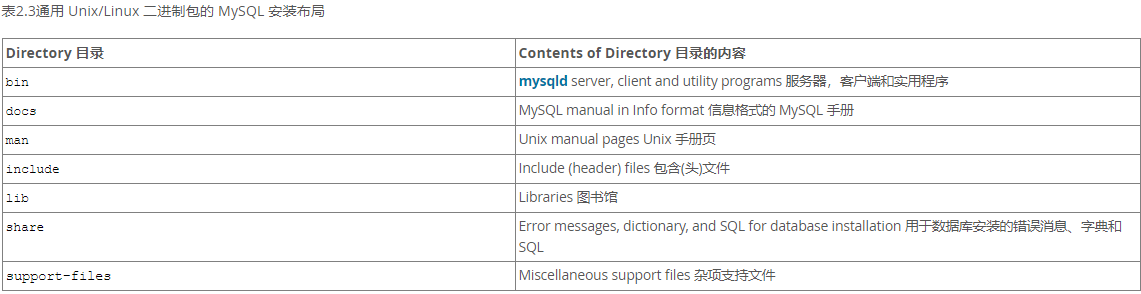 表2.3通用 Unix/Linux 二进制包的 MySQL 安装布局
Directory 目录 Contents of Directory 目录的内容
bin mysqld server, client and utility programs 服务器，客户端和实用程序
docs MySQL manual in Info format 信息格式的 MySQL 手册
man Unix manual pages Unix 手册页
include Include (header) files 包含(头)文件
lib Libraries 图书馆
share Error messages, dictionary, and SQL for database installation 用于数据库安装的错误消息、字典和
SQL
support-files Miscellaneous support files 杂项支持文件